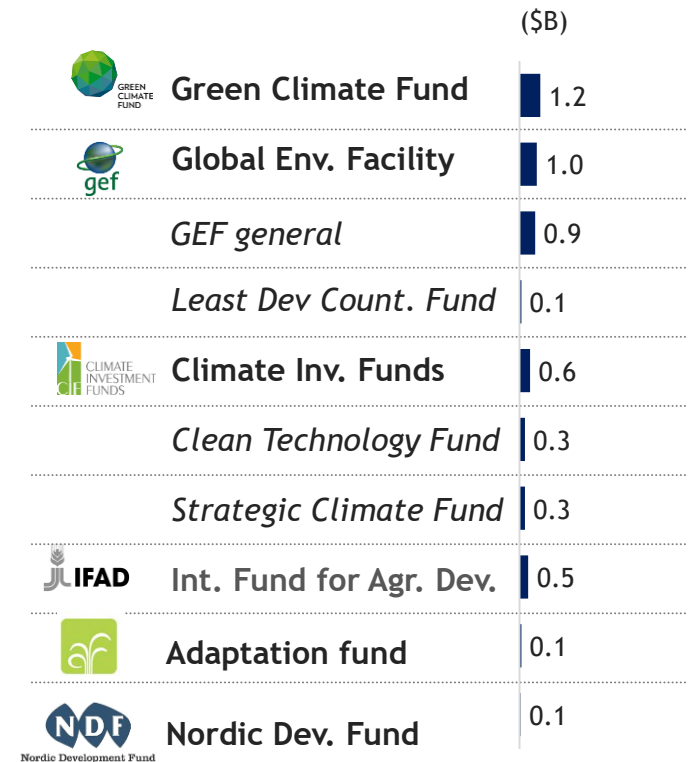 ($B)
GREEN
CLIMATE
FUND
Green Climate Fund
1.2
gef
Global Env. Facility
1.0
GEF general
0.9
Least Dev Count. Fund
0.1
CIF
CLIMATE
INVESTMENT
FUNDS
Climate Inv. Funds
0.6
Clean Technology Fund
0.3
Strategic Climate Fund
0.3
IFAD
Int. Fund for Agr. Dev.
0.5
Adaptation fund
0.1
NDF
Nordic Development Fund
Nordic Dev. Fund
0.1